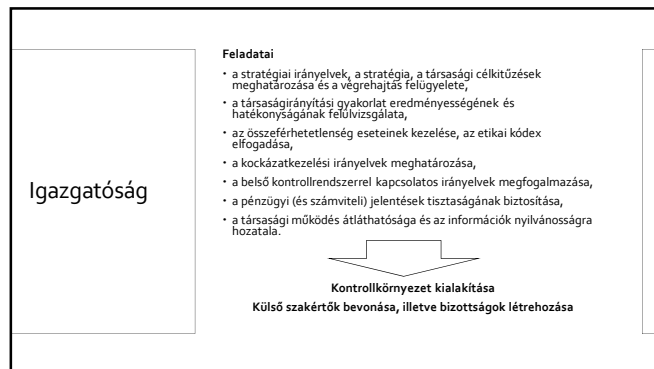 Igazgatóság
Feladatai
• a stratégiai irányelvek, a stratégia, a társasági célkitűzések
meghatározása és a végrehajtás felügyelete,
• a társaságirányítási gyakorlat eredményességének és
hatékonyságának felülvizsgálata,
• az összeférhetetlenség eseteinek kezelése, az etikai kódex
elfogadása,
• a kockázatkezelési irányelvek meghatározása,
• a belső kontrollrendszerrel kapcsolatos irányelvek megfogalmazása,
• a pénzügyi (és számviteli) jelentések tisztaságának biztosítása,
• a társasági működés átláthatósága és az információk nyilvánosságra
hozatala.
Kontrollkörnyezet kialakítása
Külső szakértők bevonása, illetve bizottságok létrehozása